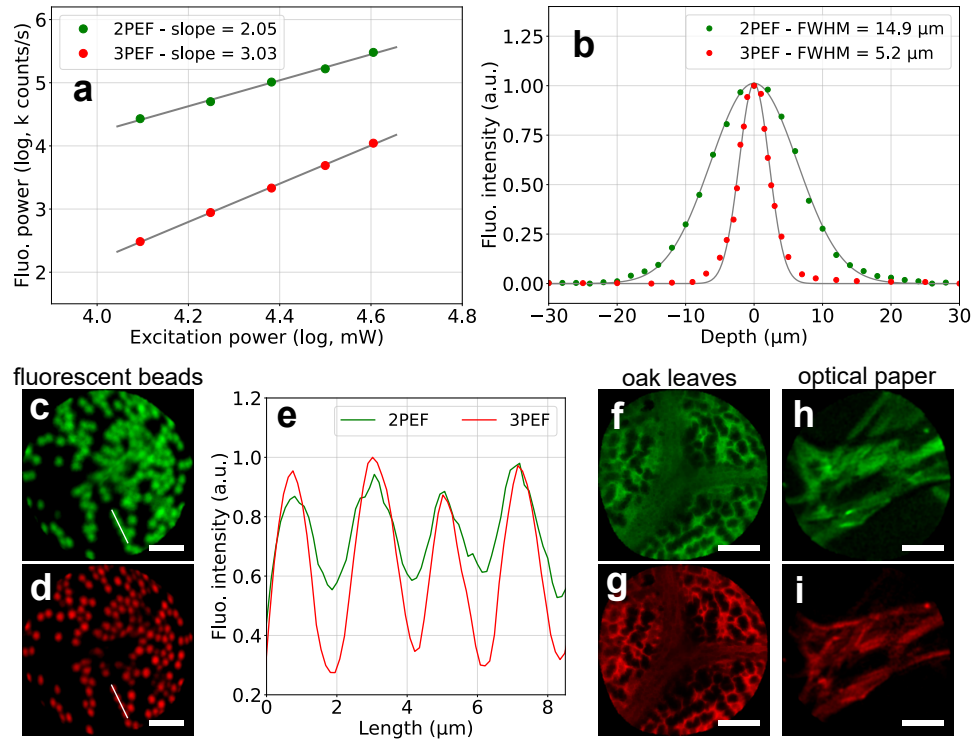 2PEF - slope = 2.05
3PEF - slope = 3.03
a
Fluo. power (log, k counts/s)
6
5
4
3
2
4.0
4.2
4.4
4.6
4.8
Excitation power (log, mW)
b
2PEF - FWHM = 14.9 µm
3PEF - FWHM = 5.2 µm
Fluo. intensity (a.u.)
1.25
1.00
0.75
0.50
0.25
0.00
−30
−20
−10
0
10
20
30
Depth (µm)
fluorescent beads
c
d
e
2PEF
3PEF
Fluo. intensity (a.u.)
1.2
1.0
0.8
0.6
0.4
0.2
0
2
4
6
8
Length (µm)
oak leaves
optical paper
f
h
g
i